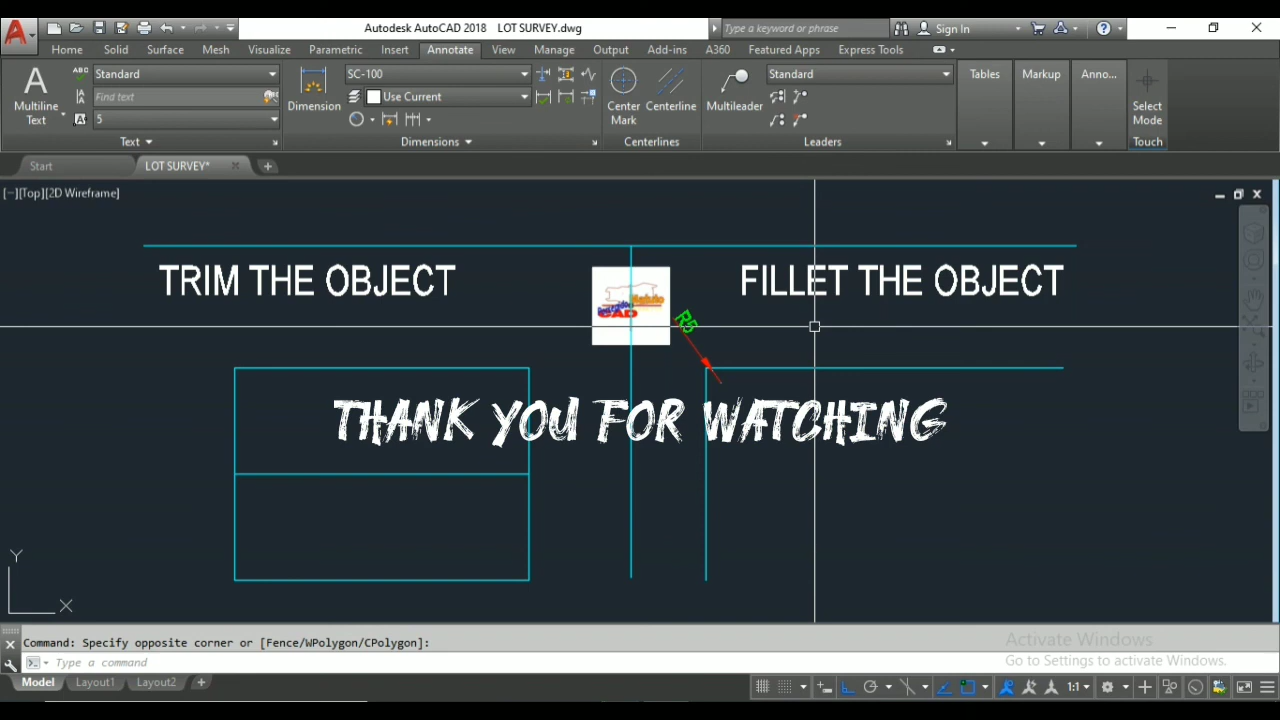 Autodesk AutoCAD 2018 LOT SURVEY.dwg
Type a keyword or phrase
Sign In
Home Solid Surface Mesh Visualize Parametric Insert Annotate View Manage Output Add-ins A360 Featured Apps Express Tools
Standard
SC-100
Standard
Tables
Markup
Anno...
Find text
Use Current
Multiline
Text
Dimension
Center
Mark
Centerline
Multileader
Select
Mode
5
Text
Dimensions
Centerlines
Leaders
Touch
Start
LOT SURVEY*
[−][Top][2D Wireframe]
TRIM THE OBJECT
FILLET THE OBJECT
CAD
R5
THANK YOU FOR WATCHING
Y
X
Command: Specify opposite corner or [Fence/WPolygon/CPolygon]:
Activate Windows
Go to Settings to activate Windows.
Type a command
Model Layout1 Layout2
1:1